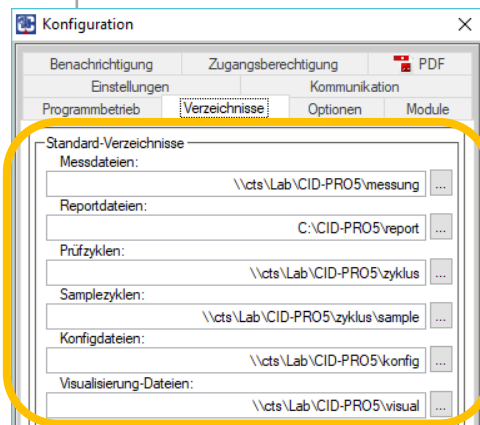 Konfiguration
Benachrichtigung Zugangsberechtigung PDF
Einstellungen Kommunikation
Programmbetrieb Verzeichnisse Optionen Module
Standard-Verzeichnisse
Messdateien:
\\cts\Lab\CID-PRO5\messung ...
Reportdateien:
C:\CID-PRO5\report ...
Prüfzyklen:
\\cts\Lab\CID-PRO5\zyklus ...
Samplezyklen:
\\cts\Lab\CID-PRO5\zyklus\sample ...
Konfigdateien:
\\cts\Lab\CID-PRO5\konfig ...
Visualisierung-Dateien:
\\cts\Lab\CID-PRO5\visual ...